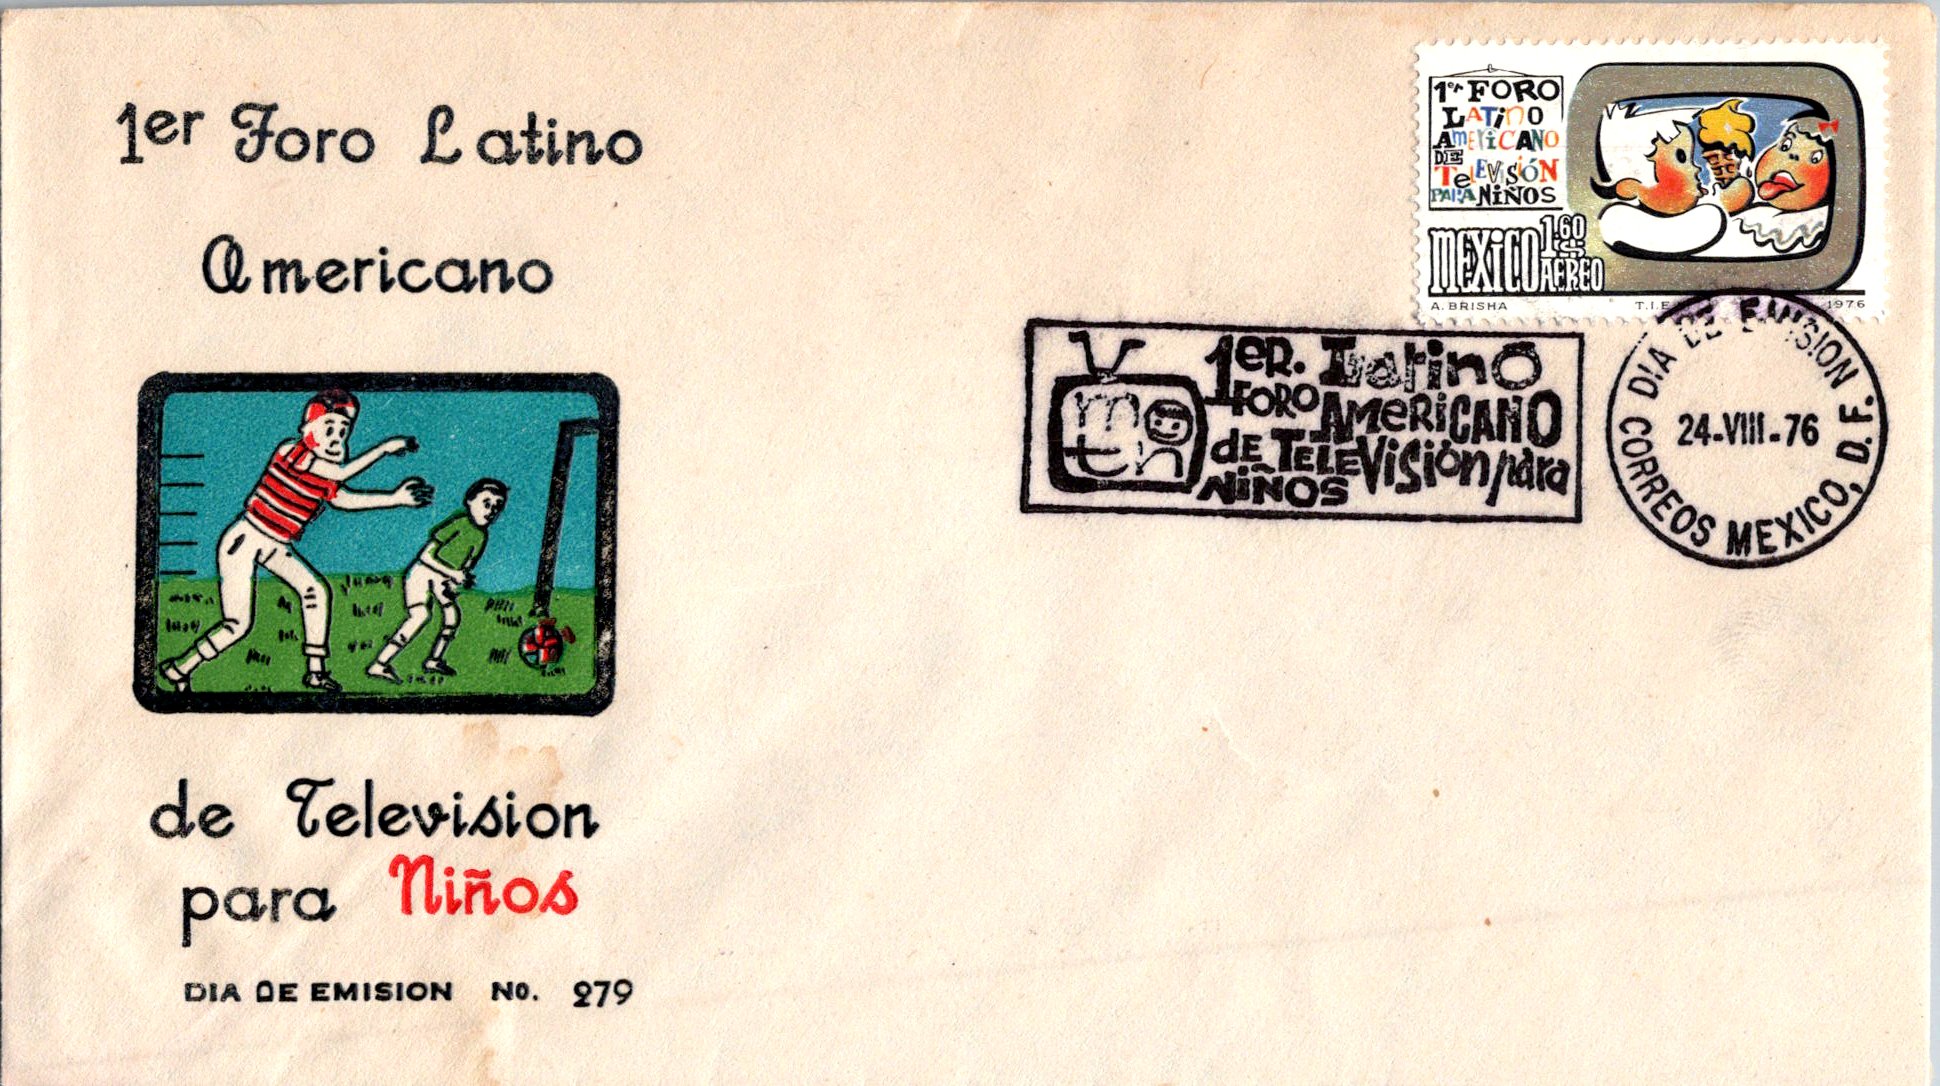 1er Foro Latino
Americano
de Television
para Niños
DIA DE EMISION No. 279
1er FORO
LATINO
AMERICANO
DE
TELEVISIÓN
PARA NIÑOS
MEXICO 1.60
AEREO
A. BRISHA
1976
1ER. Latino
FORO AMERICANO
DE TELEVISION para
NIÑOS
DIA DE EMISION
24-VIII-76
CORREOS MEXICO, D.F.